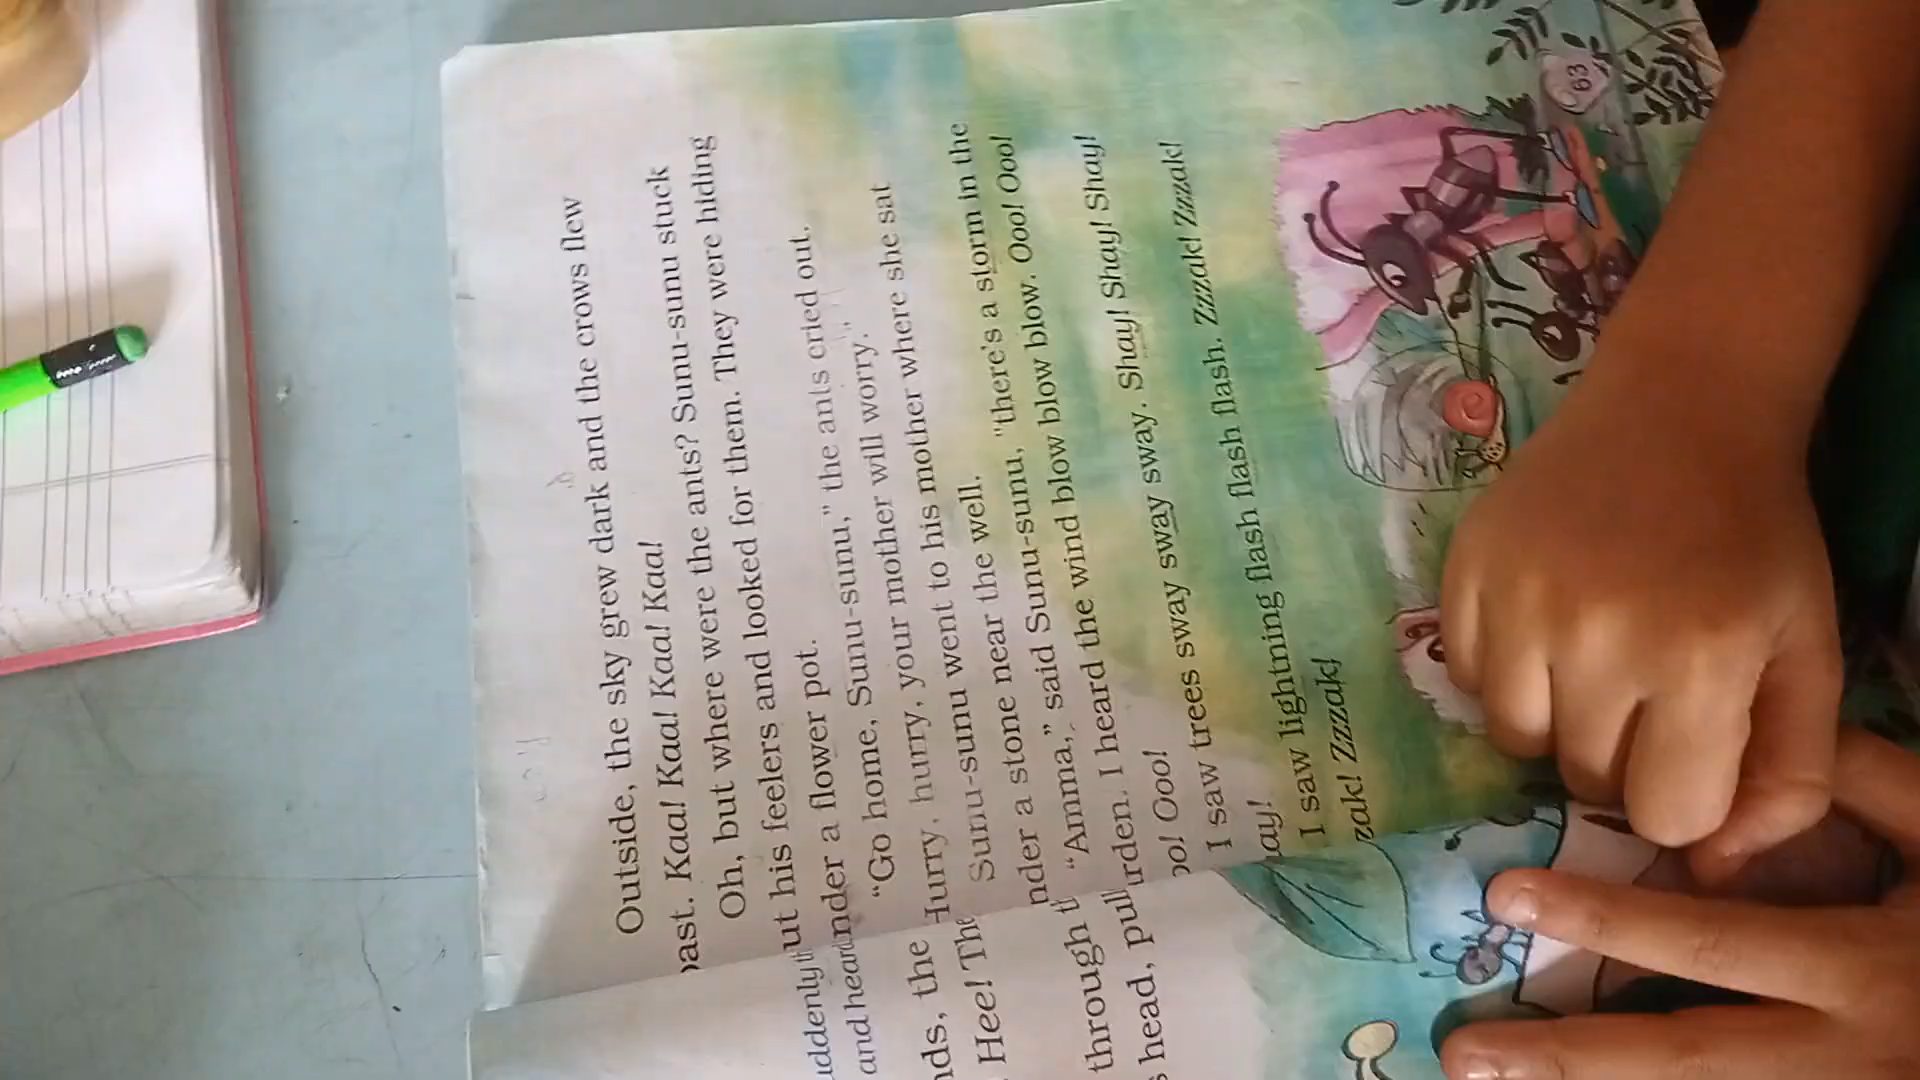 Outside, the sky grew dark and the crows flew
past. Kaa! Kaa! Kaa! Kaa!
Oh, but where were the ants? Sunu-sunu stuck
out his feelers and looked for them. They were hiding
under a flower pot.
“Go home, Sunu-sunu,” the ants cried out.
Hurry, hurry, your mother will worry.
Sunu-sunu went to his mother where she sat
under a stone near the well.
“Amma,” said Sunu-sunu, “there's a storm in the
garden. I heard the wind blow blow blow. Ooo! Ooo!
Ooo! Ooo!
I saw trees sway sway sway sway. Shay! Shay! Shay!
Shay!
I saw lightning flash flash flash. Zzzak! Zzzak!
Zzzak! Zzzak!
63
and
the
Hee!
through
head,